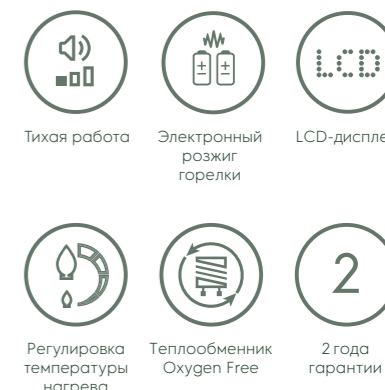 LCD
Тихая работа
Электронный
розжиг
горелки
LCD-диспле
2
Регулировка
температуры
нагрева
Теплообменник
Oxygen Free
2 года
гарантии